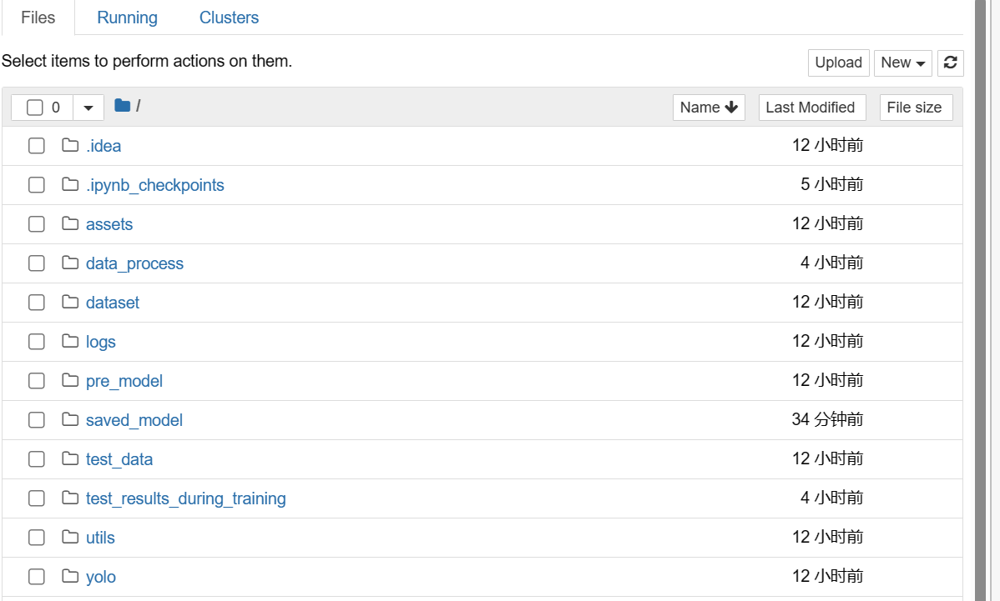 Files Running Clusters
Select items to perform actions on them. Upload New
0 / Name Last Modified File size
.idea 12 小时前
.ipynb_checkpoints 5 小时前
assets 12 小时前
data_process 4 小时前
dataset 12 小时前
logs 12 小时前
pre_model 12 小时前
saved_model 34 分钟前
test_data 12 小时前
test_results_during_training 4 小时前
utils 12 小时前
yolo 12 小时前